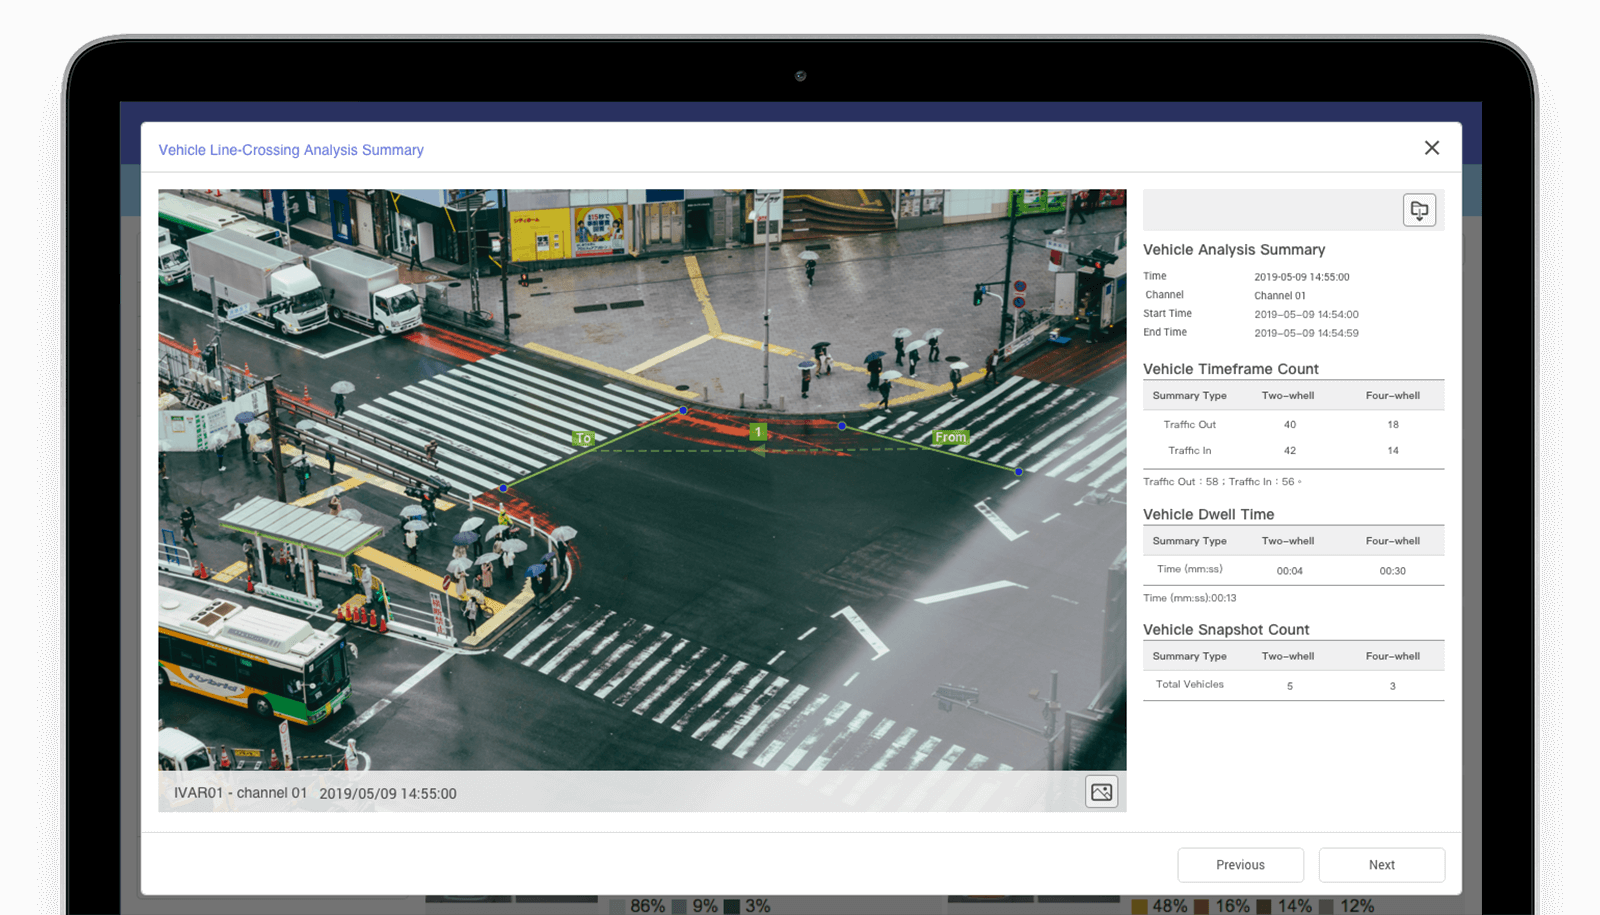 Vehicle Line-Crossing Analysis Summary
To
1
From
Hybrid
IVAR01 - channel 01 2019/05/09 14:55:00
Vehicle Analysis Summary
Time 2019-05-09 14:55:00
Channel Channel 01
Start Time 2019-05-09 14:54:00
End Time 2019-05-09 14:54:59
Vehicle Timeframe Count
Summary Type Two-whell Four-whell
Traffic Out 40 18
Traffic In 42 14
Traffic Out : 58 ; Traffic In : 56 。
Vehicle Dwell Time
Summary Type Two-whell Four-whell
Time (mm:ss) 00:04 00:30
Time (mm:ss):00:13
Vehicle Snapshot Count
Summary Type Two-whell Four-whell
Total Vehicles 5 3
Previous Next
86% 9% 3% 48% 16% 14% 12%